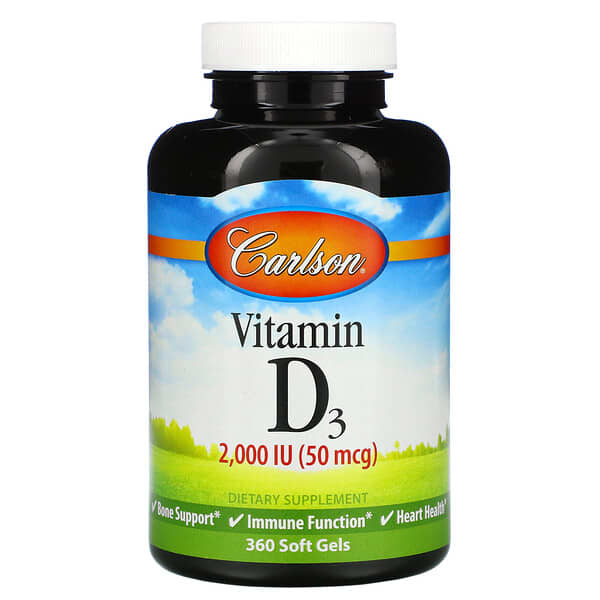 Carlson®
Vitamin
D3
2,000 IU (50 mcg)
DIETARY SUPPLEMENT
✓ Bone Support* ✓ Immune Function* ✓ Heart Health*
360 Soft Gels